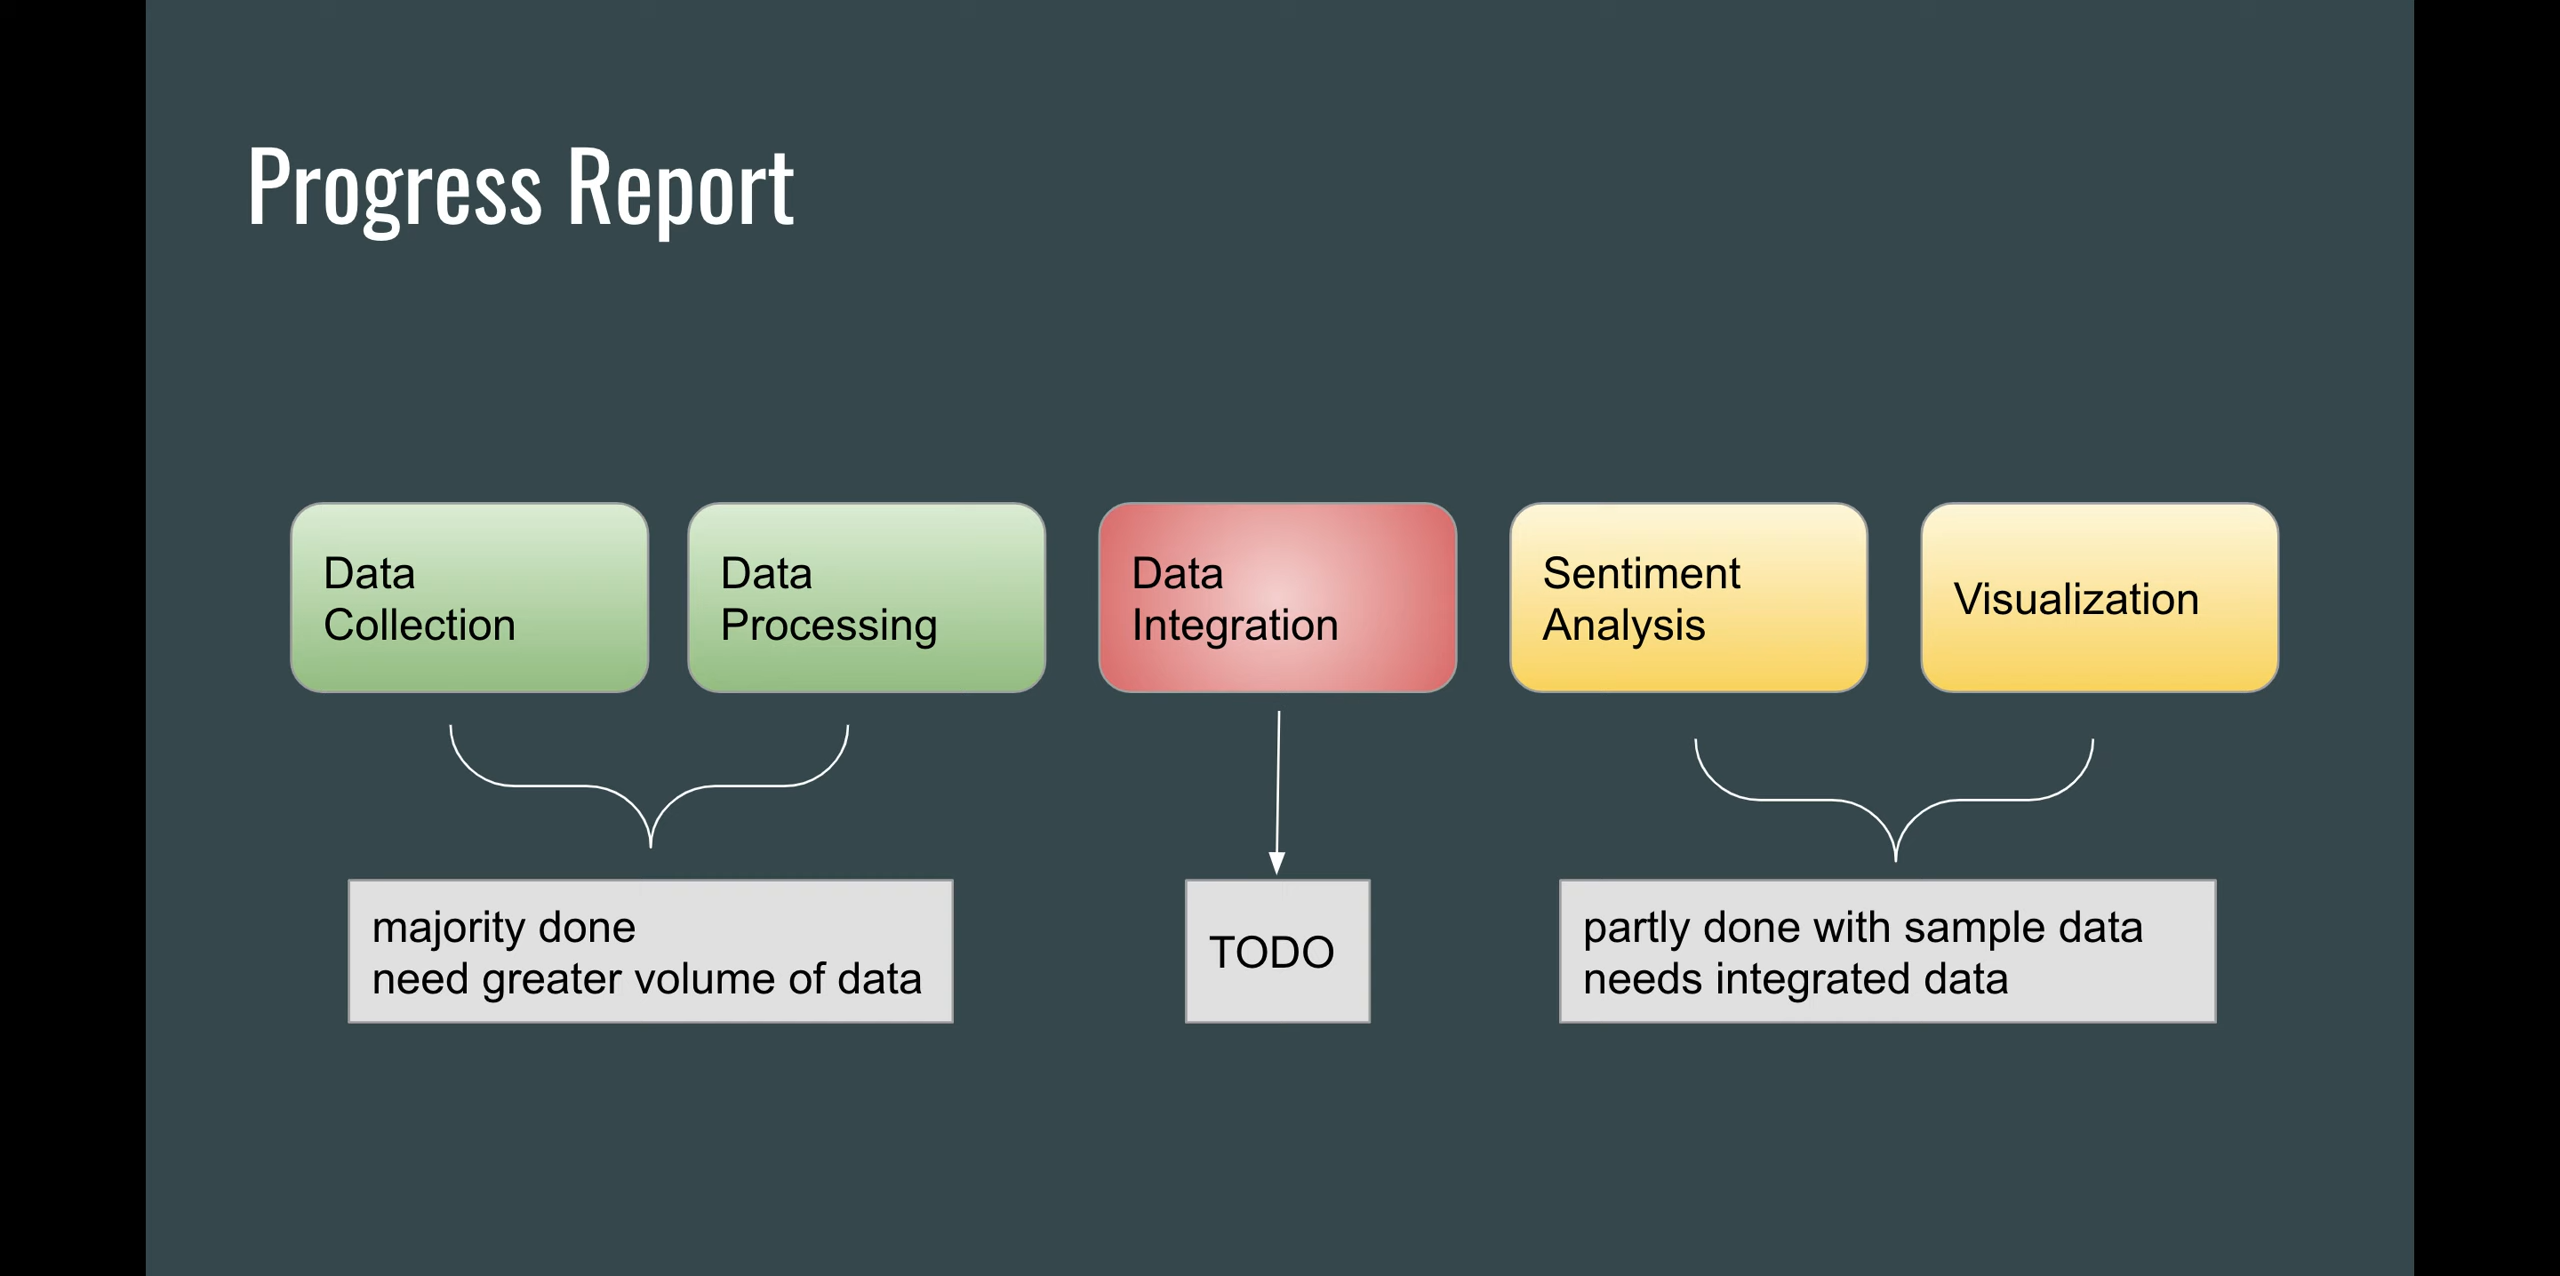 Progress Report
Data
Collection
Data
Processing
Data
Integration
Sentiment
Analysis
Visualization
majority done
need greater volume of data
TODO
partly done with sample data
needs integrated data